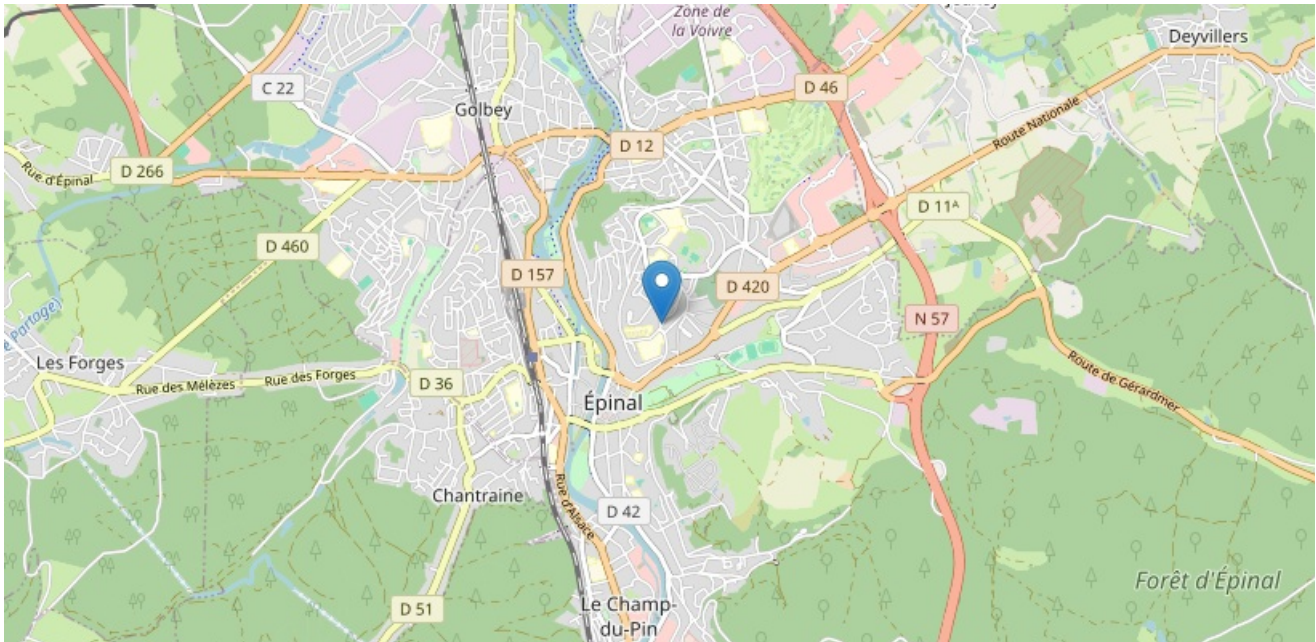 Zone de
la Voivre
Deyvillers
C 22
D 46
Golbey
Route Nationale
D 12
Rue d'Épinal
D 266
D 11ᴬ
D 460
D 157
D 420
N 57
Partage)
Les Forges
Rue des Mélèzes
Rue des Forges
D 36
Route de Gérardmer
Épinal
Chantraine
Rue d'Alsace
D 42
Forêt d'Épinal
D 51
Le Champ-
du-Pin